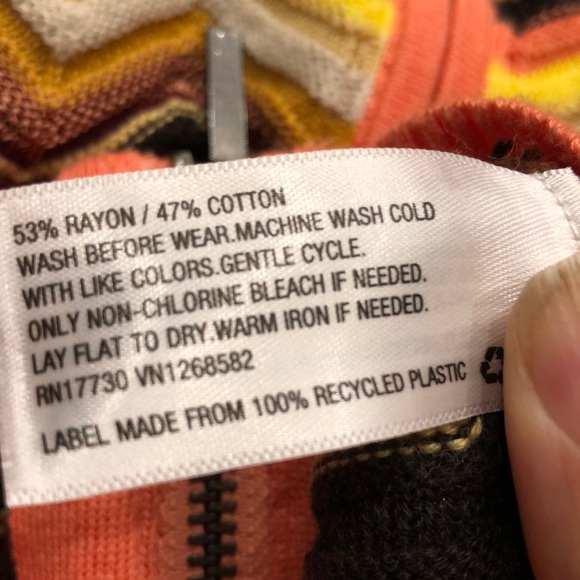 53% RAYON / 47% COTTON
WASH BEFORE WEAR.MACHINE WASH COLD
WITH LIKE COLORS.GENTLE CYCLE.
ONLY NON-CHLORINE BLEACH IF NEEDED.
LAY FLAT TO DRY.WARM IRON IF NEEDED.
RN17730 VN1268582
LABEL MADE FROM 100% RECYCLED PLASTIC